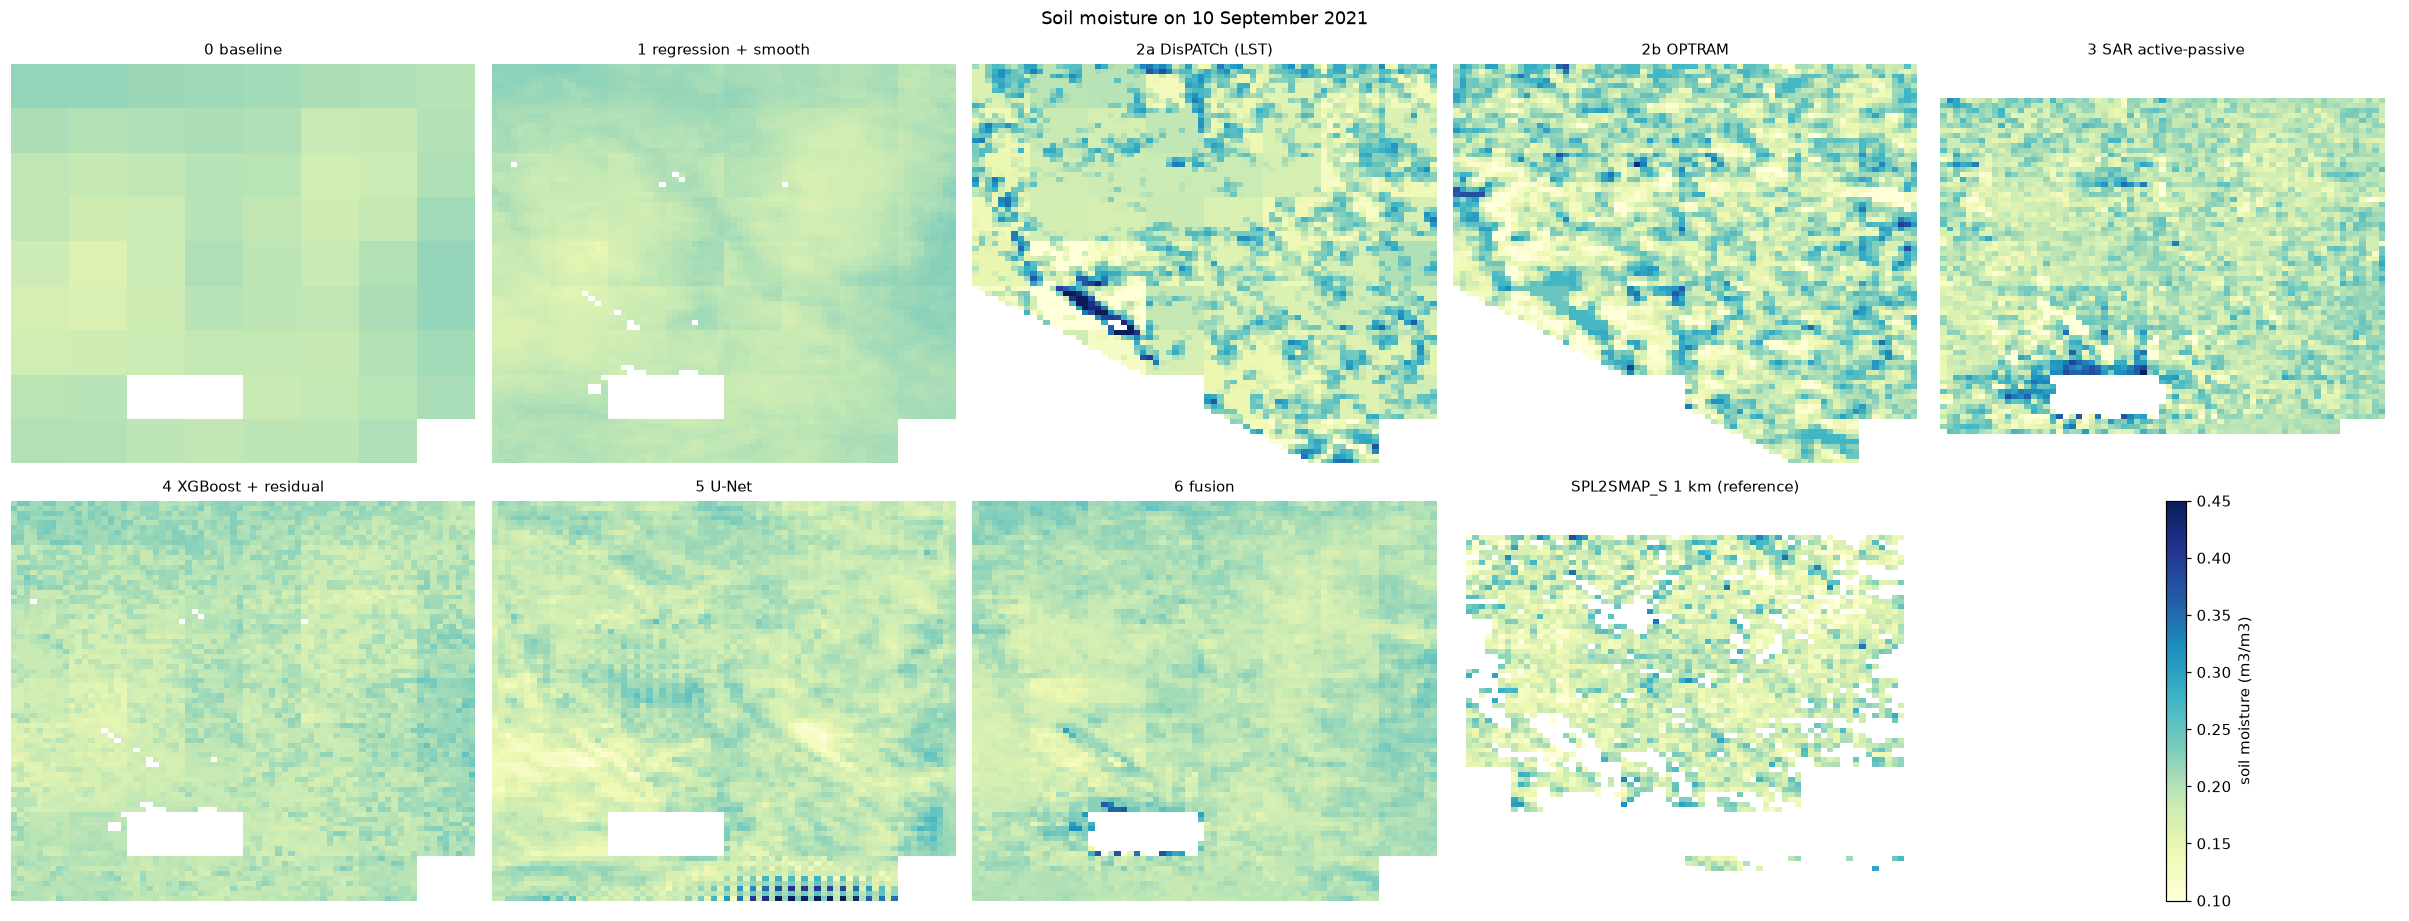 Soil moisture on 10 September 2021
0 baseline
1 regression + smooth
2a DisPATCh (LST)
2b OPTRAM
3 SAR active-passive
4 XGBoost + residual
5 U-Net
6 fusion
SPL2SMAP_S 1 km (reference)
0.45
0.40
0.35
0.30
0.25
0.20
0.15
0.10
soil moisture (m3/m3)